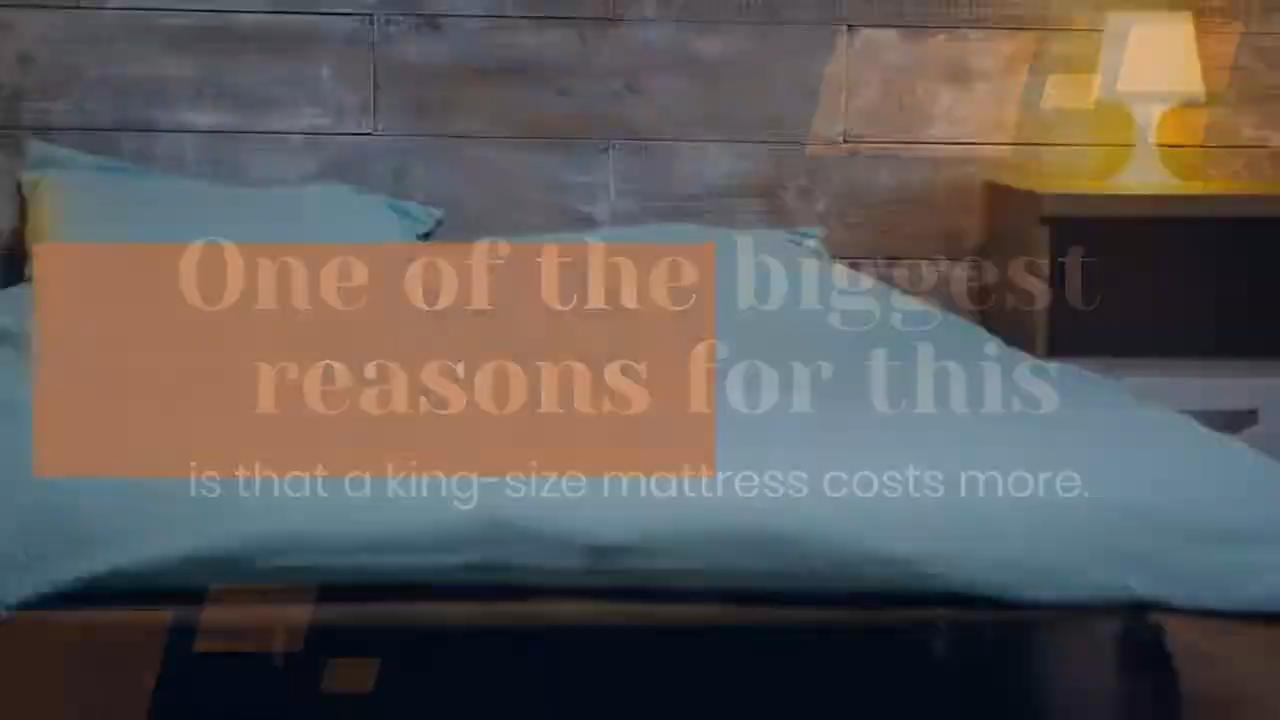 One of the biggest
reasons for this
is that a king-size mattress costs more.